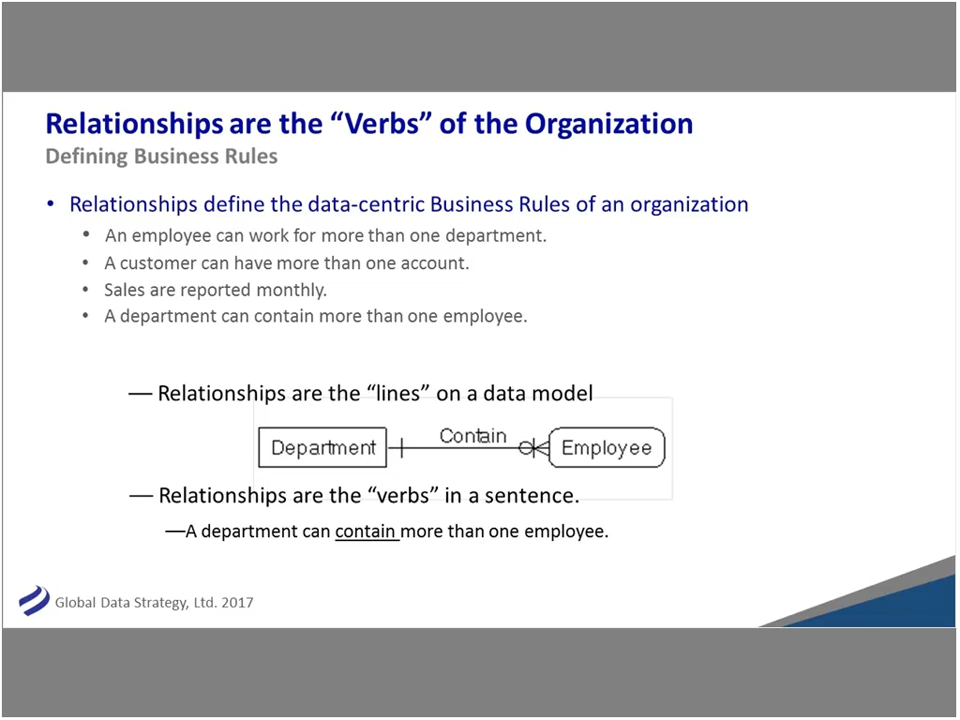 Relationships are the “Verbs” of the Organization
Defining Business Rules
• Relationships define the data-centric Business Rules of an organization
• An employee can work for more than one department.
• A customer can have more than one account.
• Sales are reported monthly.
• A department can contain more than one employee.
— Relationships are the “lines” on a data model
Department Contain Employee
— Relationships are the “verbs” in a sentence.
—A department can contain more than one employee.
Global Data Strategy, Ltd. 2017